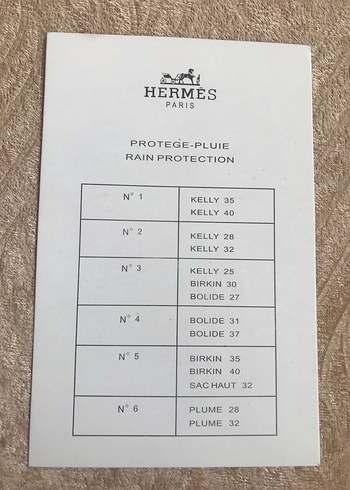 HERMÈS
PARIS
PROTEGE-PLUIE
RAIN PROTECTION
N° 1
KELLY 35
KELLY 40
N° 2
KELLY 28
KELLY 32
N° 3
KELLY 25
BIRKIN 30
BOLIDE 27
N° 4
BOLIDE 31
BOLIDE 37
N° 5
BIRKIN 35
BIRKIN 40
SAC HAUT 32
N° 6
PLUME 28
PLUME 32